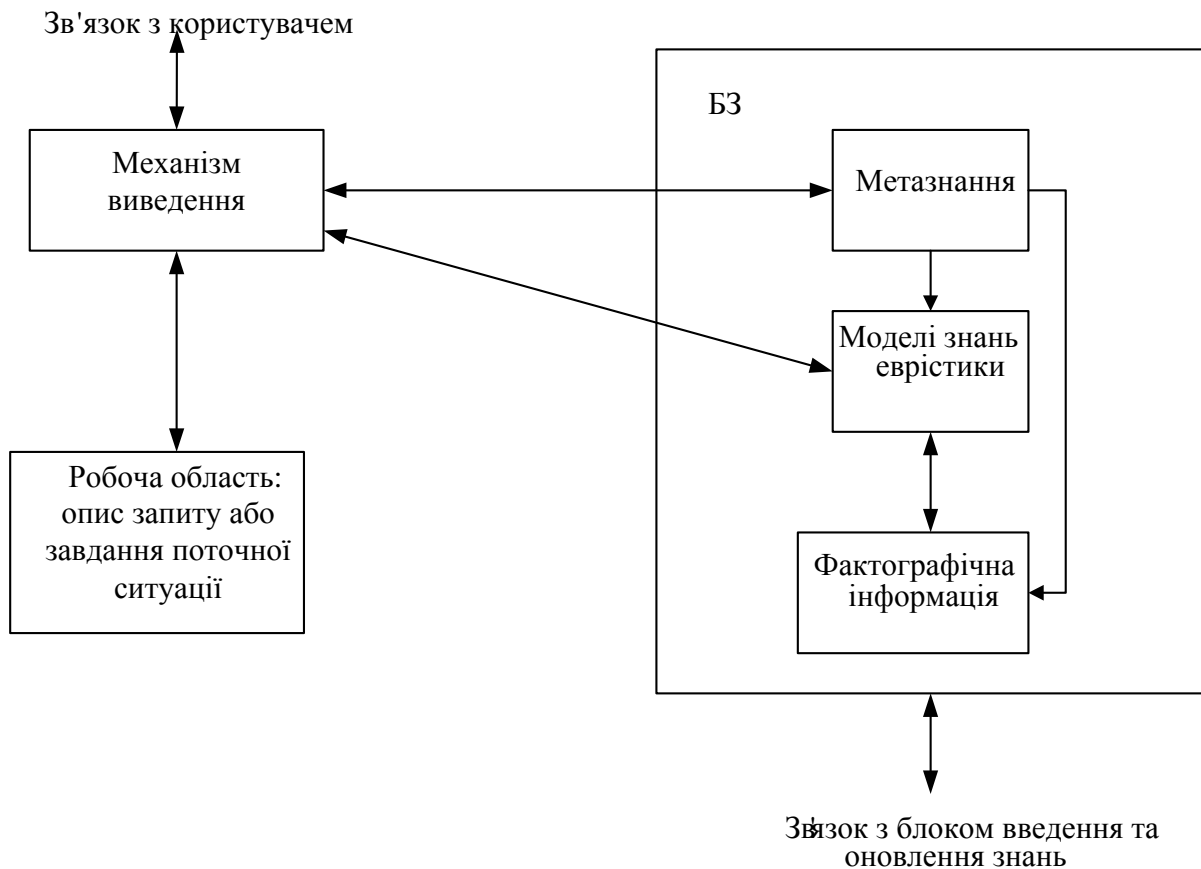 Зв'язок з користувачем
БЗ
Механізм
виведення
Метазнання
Моделі знань
еврістики
Робоча область:
опис запиту або
завдання поточної
ситуації
Фактографічна
інформація
Зв'язок з блоком введення та
оновлення знань